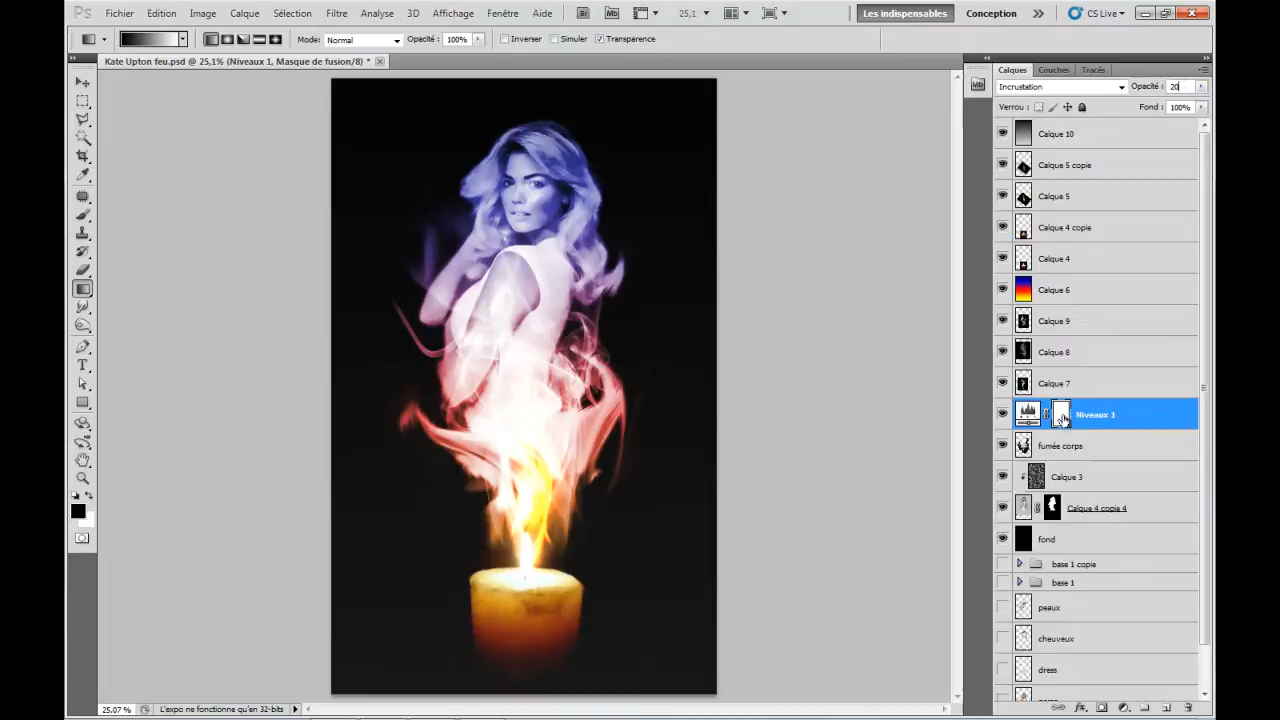 Ps Fichier Edition Image Calque Sélection Filtre Analyse 3D Affichage Fenêtre Aide Br Mb 25,1 Les indispensables Conception CS Live
Mode: Normal Opacité: 100% Inverser Simuler Transparence
Kate Upton feu.psd @ 25,1% (Niveaux 1, Masque de fusion/8) *
Calques Couches Tracés
Mb
Incrustation Opacité : 20
Verrou : Fond : 100%
Calque 10
Calque 5 copie
Calque 5
Calque 4 copie
Calque 4
Calque 6
Calque 9
Calque 8
Calque 7
Niveaux 1
fumée corps
Calque 3
Calque 4 copie 4
fond
base 1 copie
base 1
peaux
cheuveux
dress
25,07 % L'expo ne fonctionne qu'en 32-bits